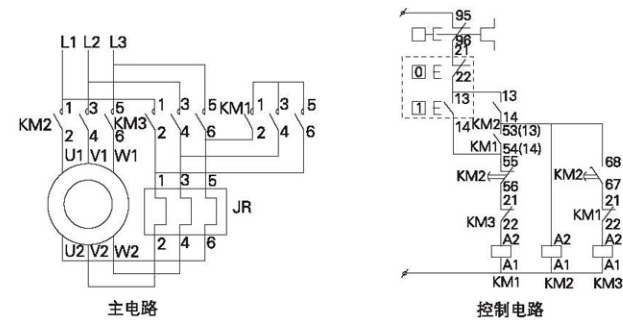 L1 L2 L3
1 3 5 1 3 5 KM1 1 3 5
KM2 KM3
2 4 6 2 4 6 2 4 6
U1 V1 W1
1 3 5
JR
2 4 6
U2 V2 W2
主电路
95
96
21
0 E
22
1 E 13 13
14 KM2 14
53(13)
KM1 54(14)
55 68
KM2 KM2
56 67
21 21
KM3 22 KM1 22
A2 A2 A2
A1 A1 A1
KM1 KM2 KM3
控制电路